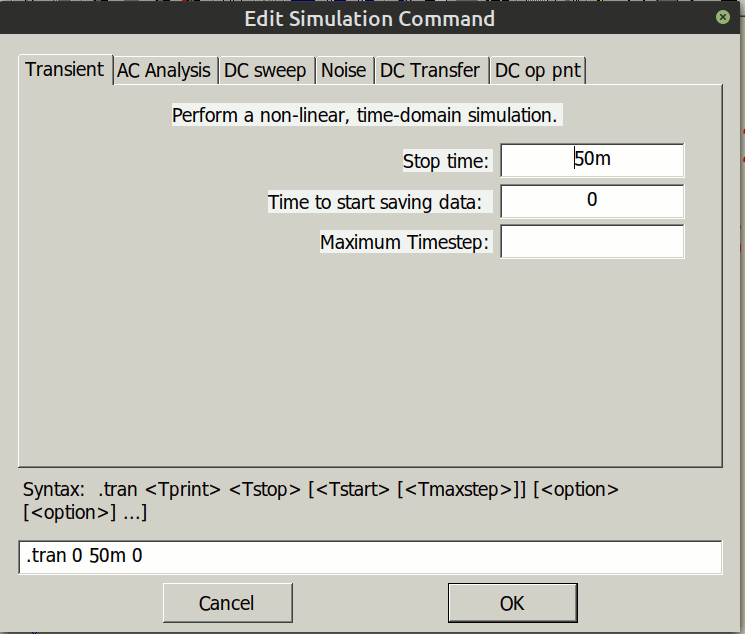 Edit Simulation Command
Transient AC Analysis DC sweep Noise DC Transfer DC op pnt
Perform a non-linear, time-domain simulation.
Stop time: 50m
Time to start saving data: 0
Maximum Timestep:
Syntax: .tran <Tprint> <Tstop> [<Tstart> [<Tmaxstep>]] [<option>
[<option>] ...]
.tran 0 50m 0
Cancel OK